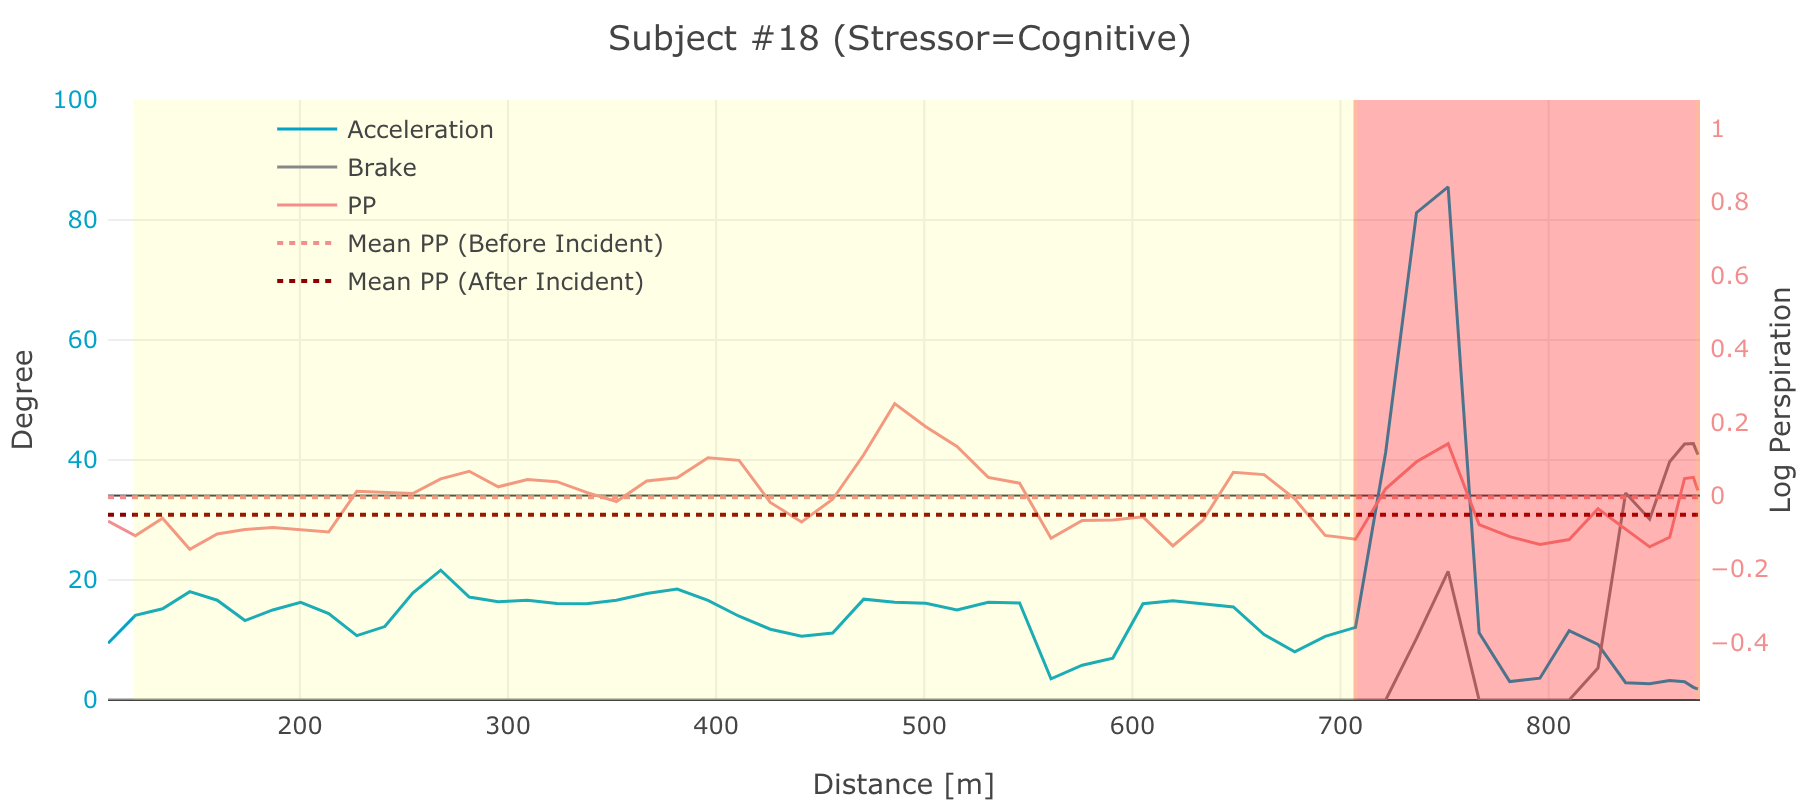 Subject #18 (Stressor=Cognitive)
100
80
60
40
20
0
Degree
Acceleration
Brake
PP
Mean PP (Before Incident)
Mean PP (After Incident)
1
0.8
0.6
0.4
0.2
0
−0.2
−0.4
Log Perspiration
200
300
400
500
600
700
800
Distance [m]